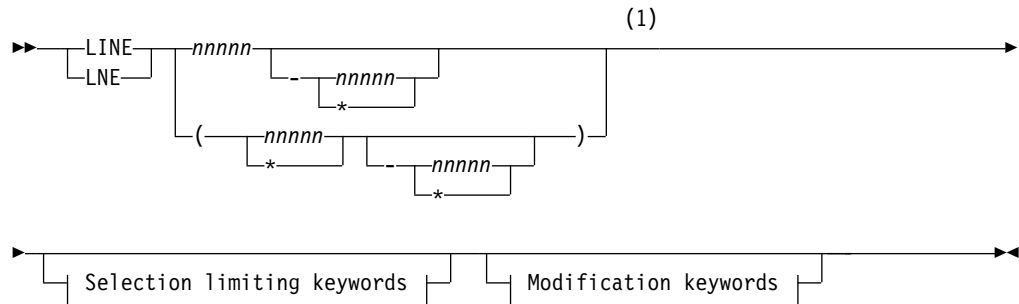 (1)
LINE nnnnn
LNE - nnnnn
*
( nnnnn )
* - nnnnn
*
Selection limiting keywords Modification keywords